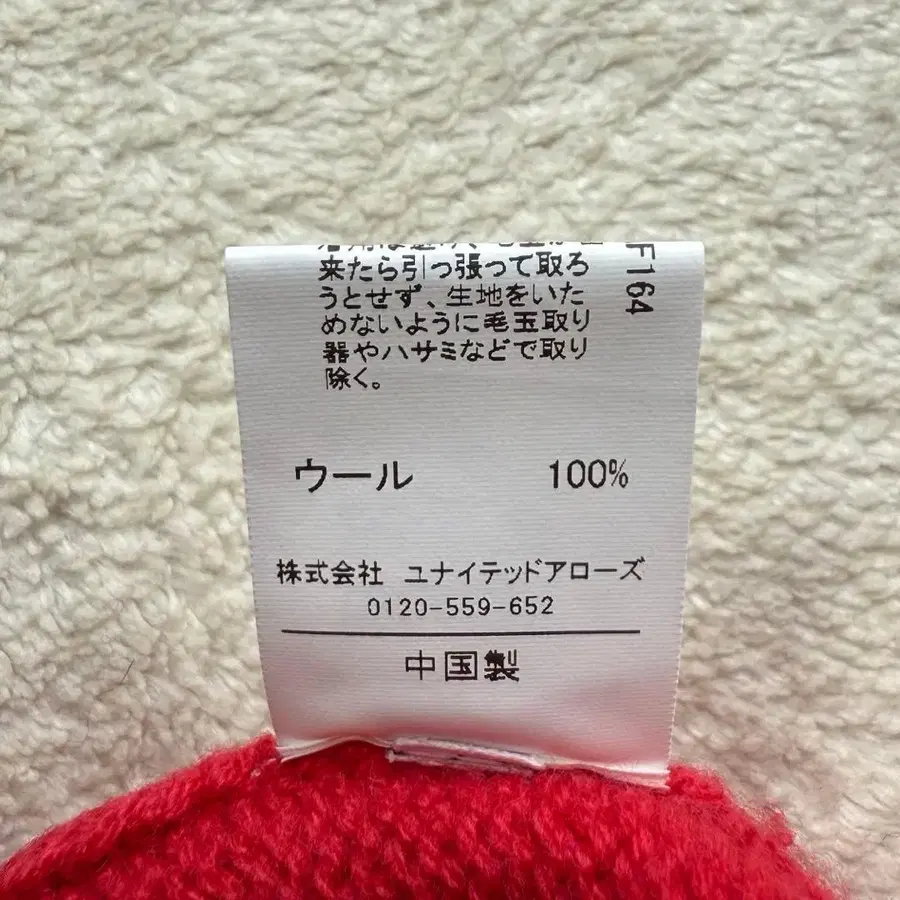 来たら引っ張って取ろ
うとせず、生地をいた
めないように毛玉取り
器やハサミなどで取り
除く。
F164
ウール 100%
株式会社 ユナイテッドアローズ
0120-559-652
中国製